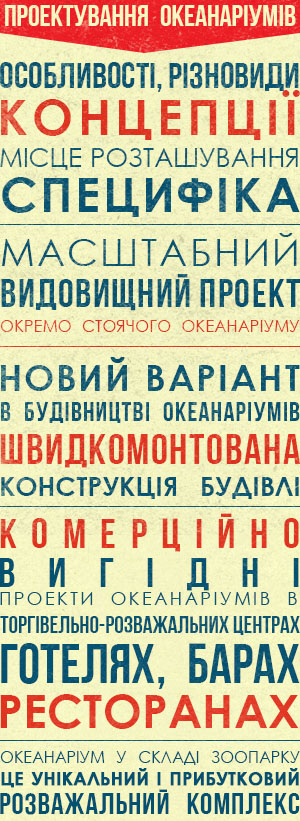 ПРОЕКТУВАННЯ ОКЕАНАРІУМІВ
ОСОБЛИВОСТІ, РІЗНОВИДИ
КОНЦЕПЦІЇ
МІСЦЕ РОЗТАШУВАННЯ
СПЕЦИФІКА
МАСШТАБНИЙ
ВИДОВИЩНИЙ ПРОЕКТ
ОКРЕМО СТОЯЧОГО ОКЕАНАРІУМУ
НОВИЙ ВАРІАНТ
В БУДІВНИЦТВІ ОКЕАНАРІУМІВ
ШВИДКОМОНТОВАНА
КОНСТРУКЦІЯ БУДІВЛІ
КОМЕРЦІЙНО
ВИГІДНІ
ПРОЕКТИ ОКЕАНАРІУМІВ В
ТОРГІВЕЛЬНО-РОЗВАЖАЛЬНИХ ЦЕНТРАХ
ГОТЕЛЯХ, БАРАХ
РЕСТОРАНАХ
ОКЕАНАРІУМ У СКЛАДІ ЗООПАРКУ
ЦЕ УНІКАЛЬНИЙ І ПРИБУТКОВИЙ
РОЗВАЖАЛЬНИЙ КОМПЛЕКС